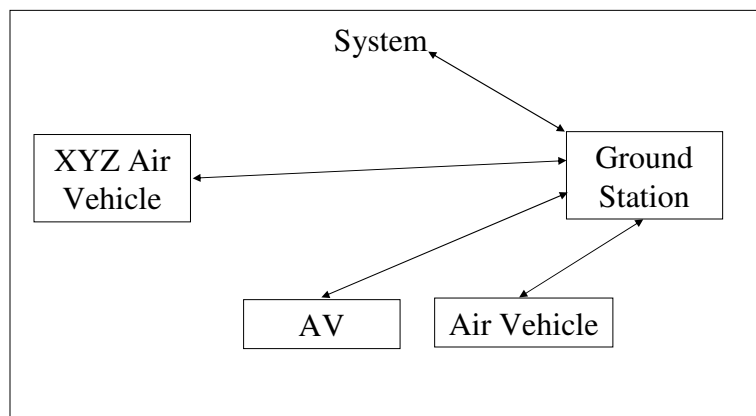 System
XYZ Air
Vehicle
Ground
Station
AV
Air Vehicle